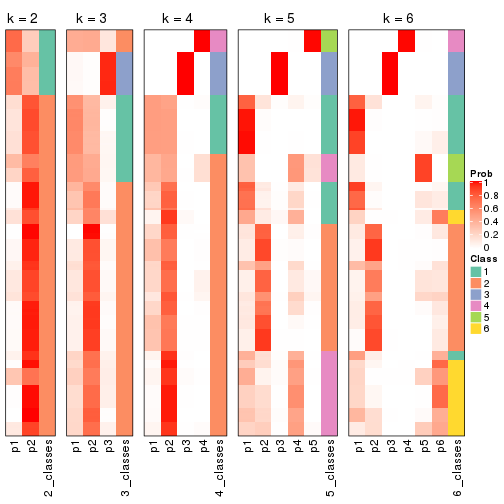 k = 2
k = 3
k = 4
k = 5
k = 6
Prob
1
0.8
0.6
0.4
0.2
0
Class
1
2
3
4
5
6
p1
p2
2_classes
p1
p2
p3
3_classes
p1
p2
p3
p4
4_classes
p1
p2
p3
p4
p5
5_classes
p1
p2
p3
p4
p5
p6
6_classes